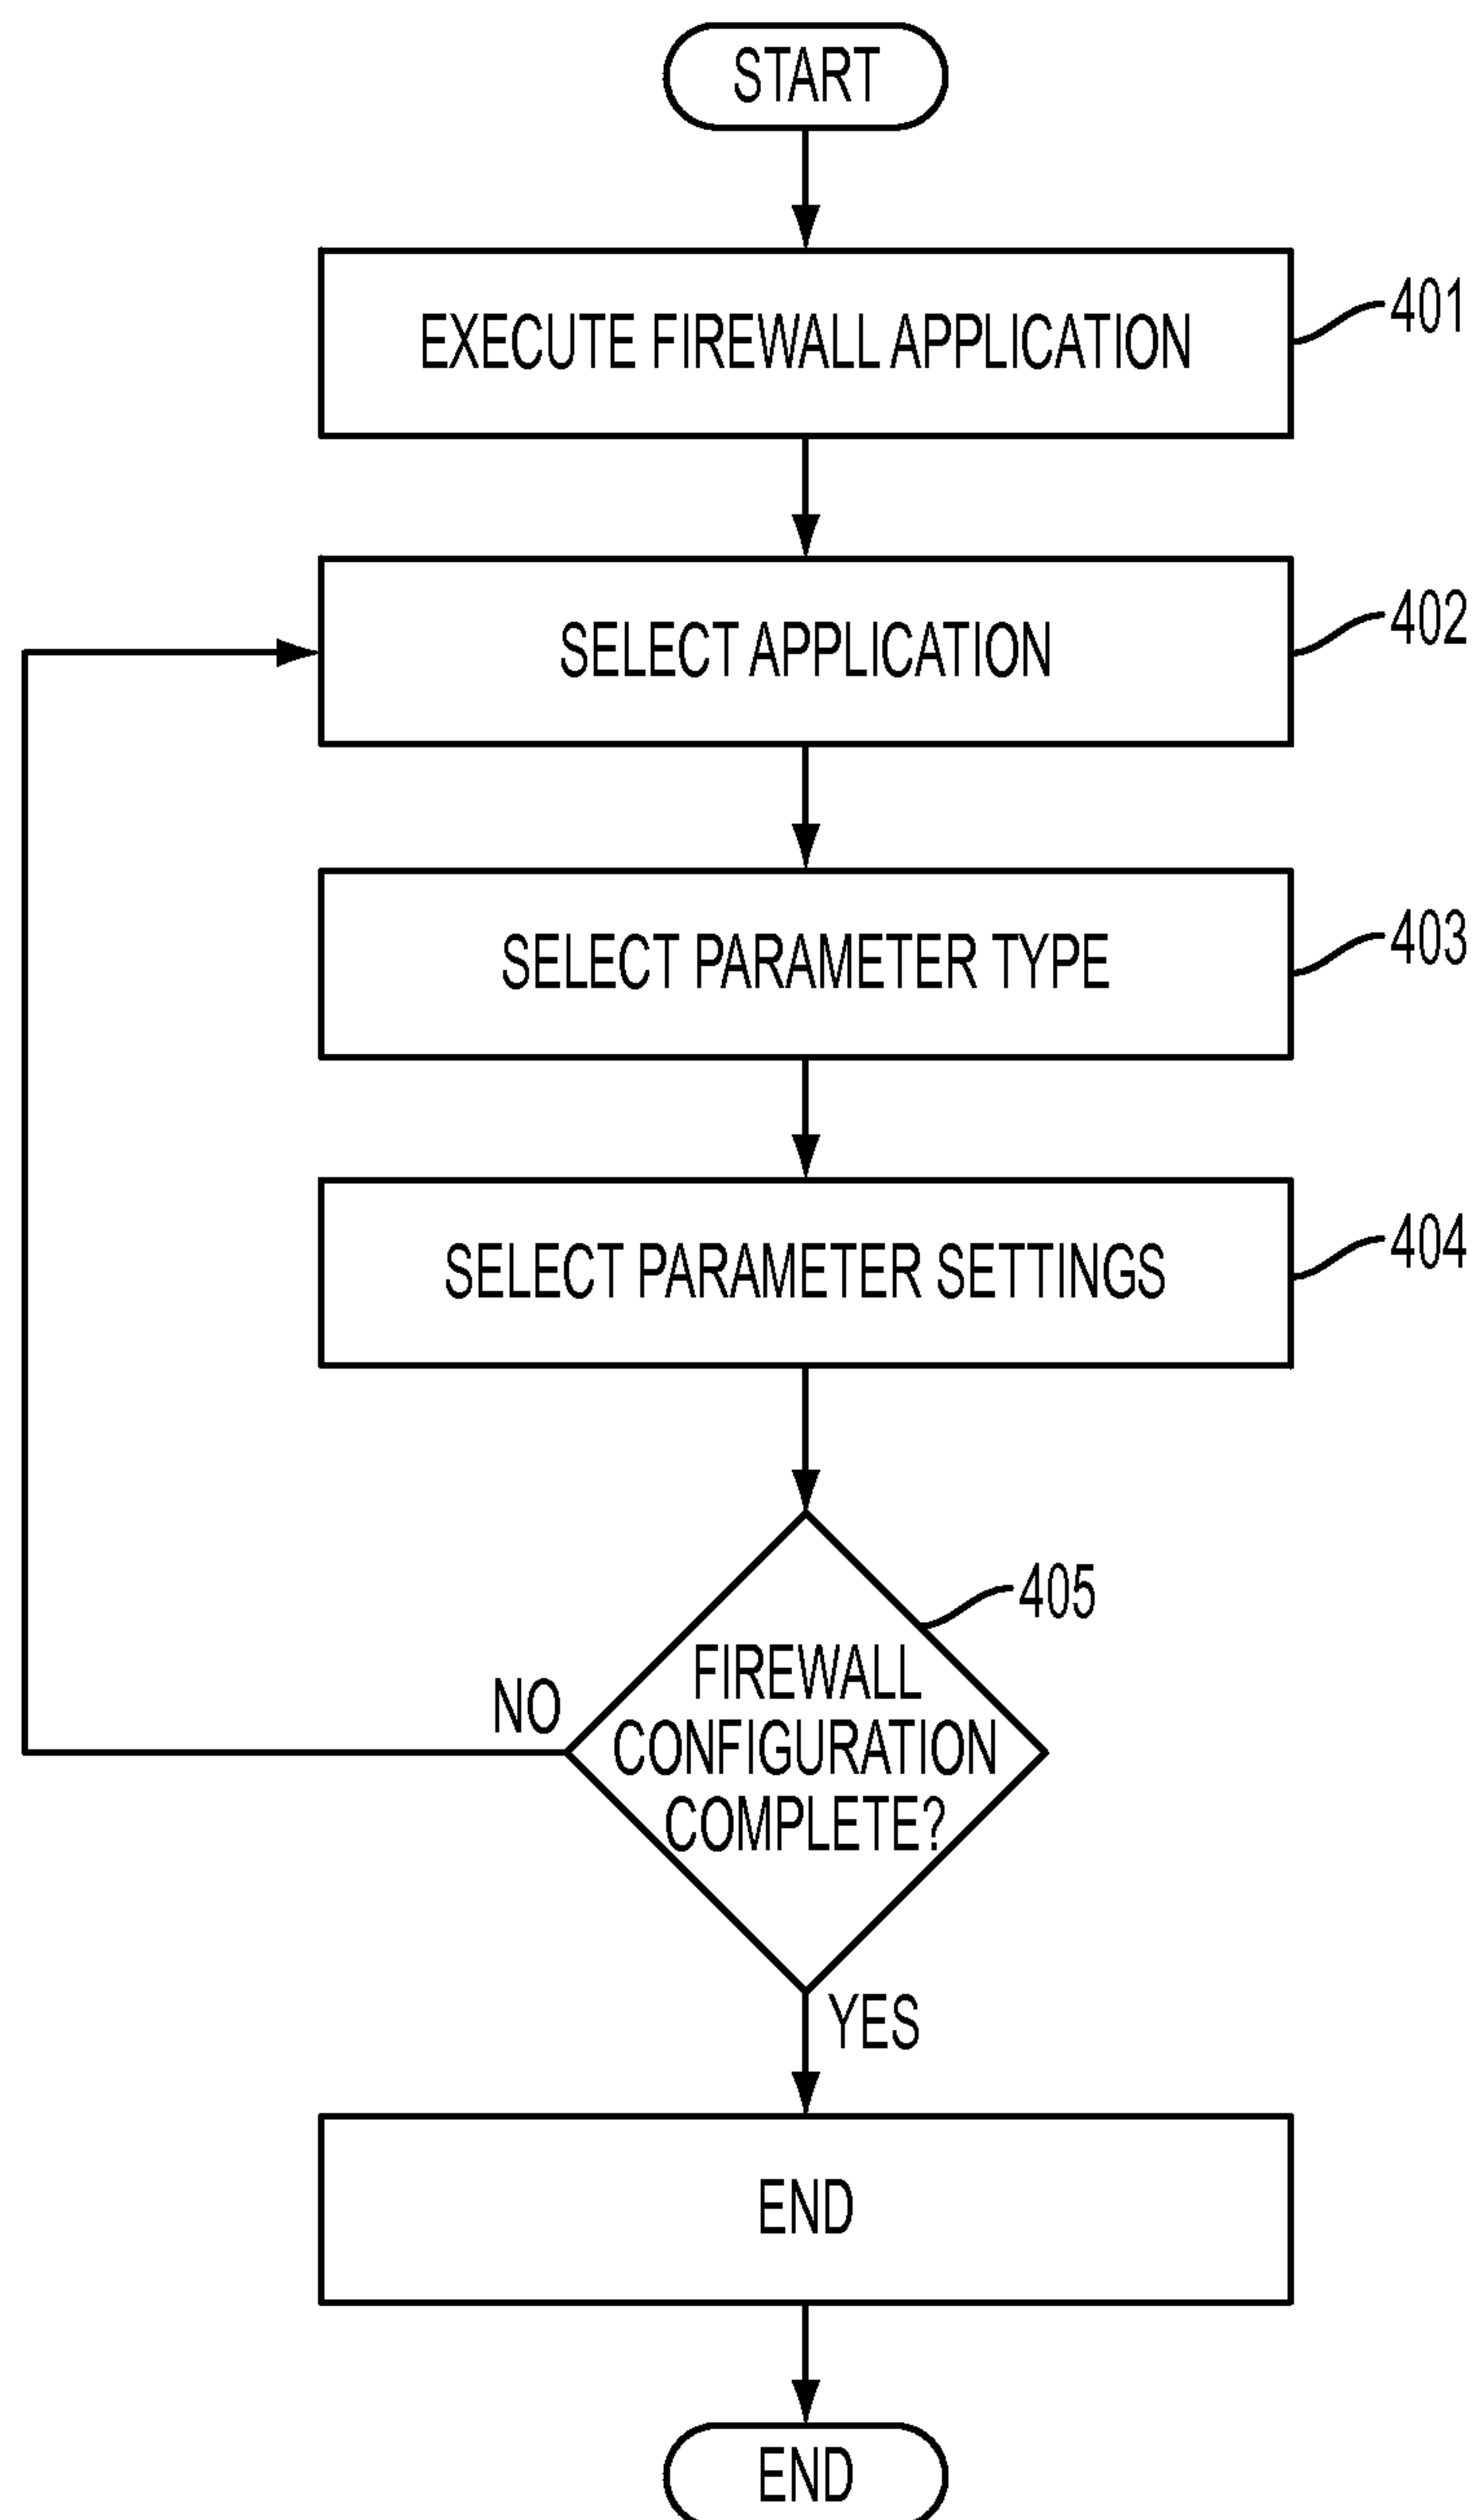 START
EXECUTE FIREWALL APPLICATION
401
SELECT APPLICATION
402
SELECT PARAMETER TYPE
403
SELECT PARAMETER SETTINGS
404
405
FIREWALL
CONFIGURATION
COMPLETE?
NO
YES
END
END